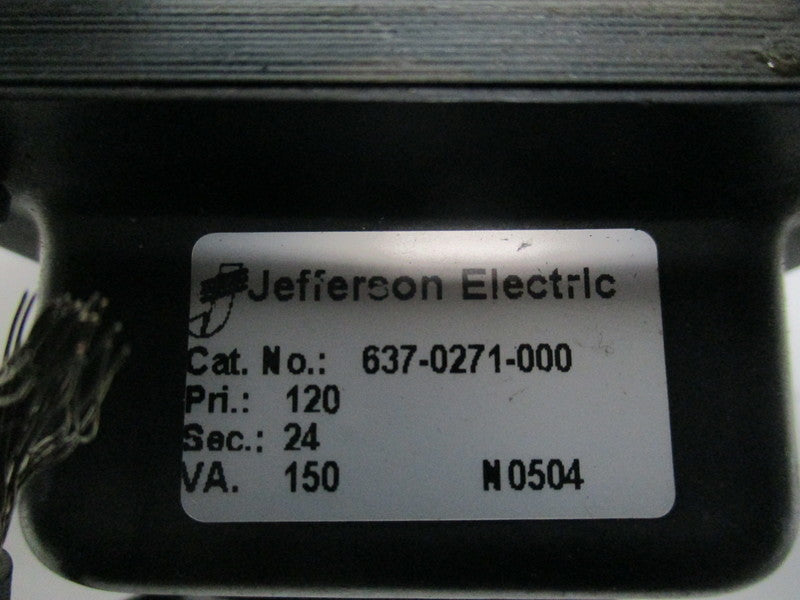 Jefferson Electric
Cat. No.: 637-0271-000
Pri.: 120
Sec.: 24
VA. 150 N0504